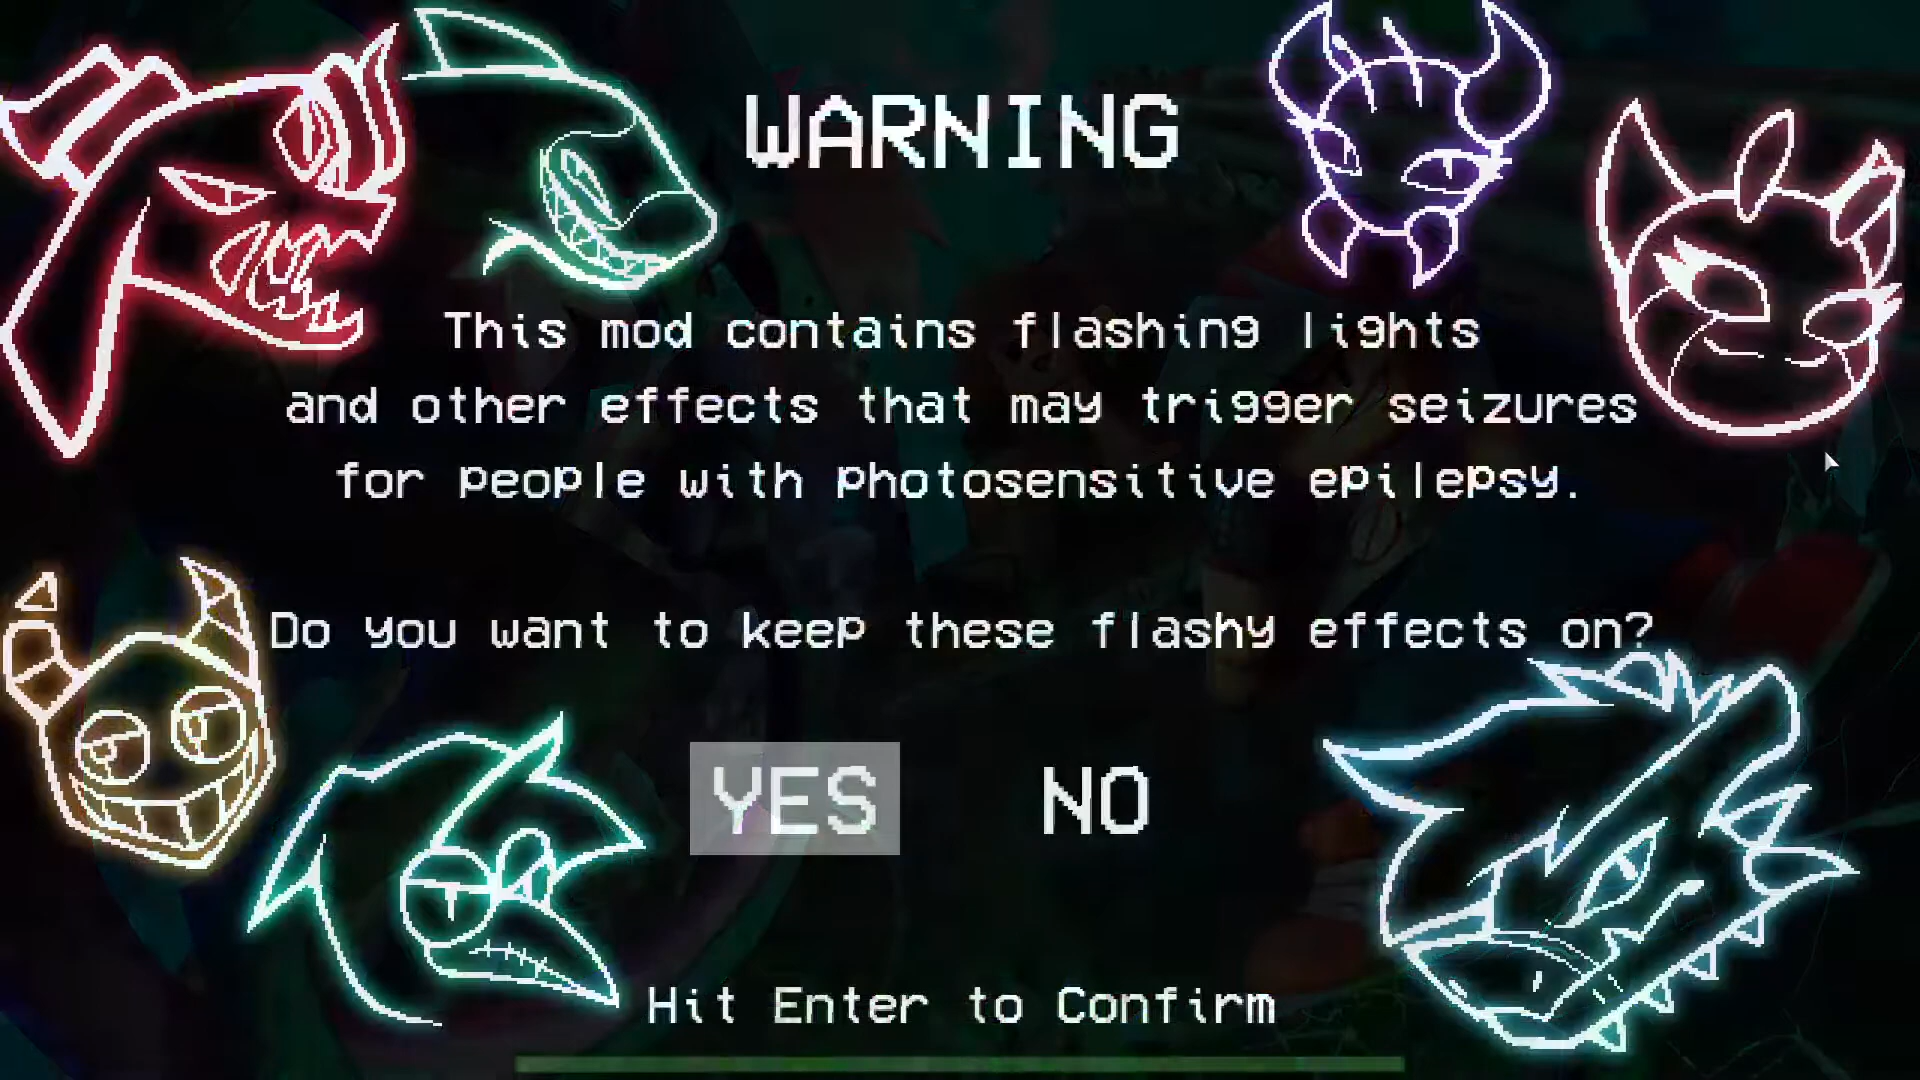 WARNING
This mod contains flashing lights
and other effects that may trigger seizures
for people with photosensitive epilepsy.
Do you want to keep these flashy effects on?
YES NO
Hit Enter to Confirm